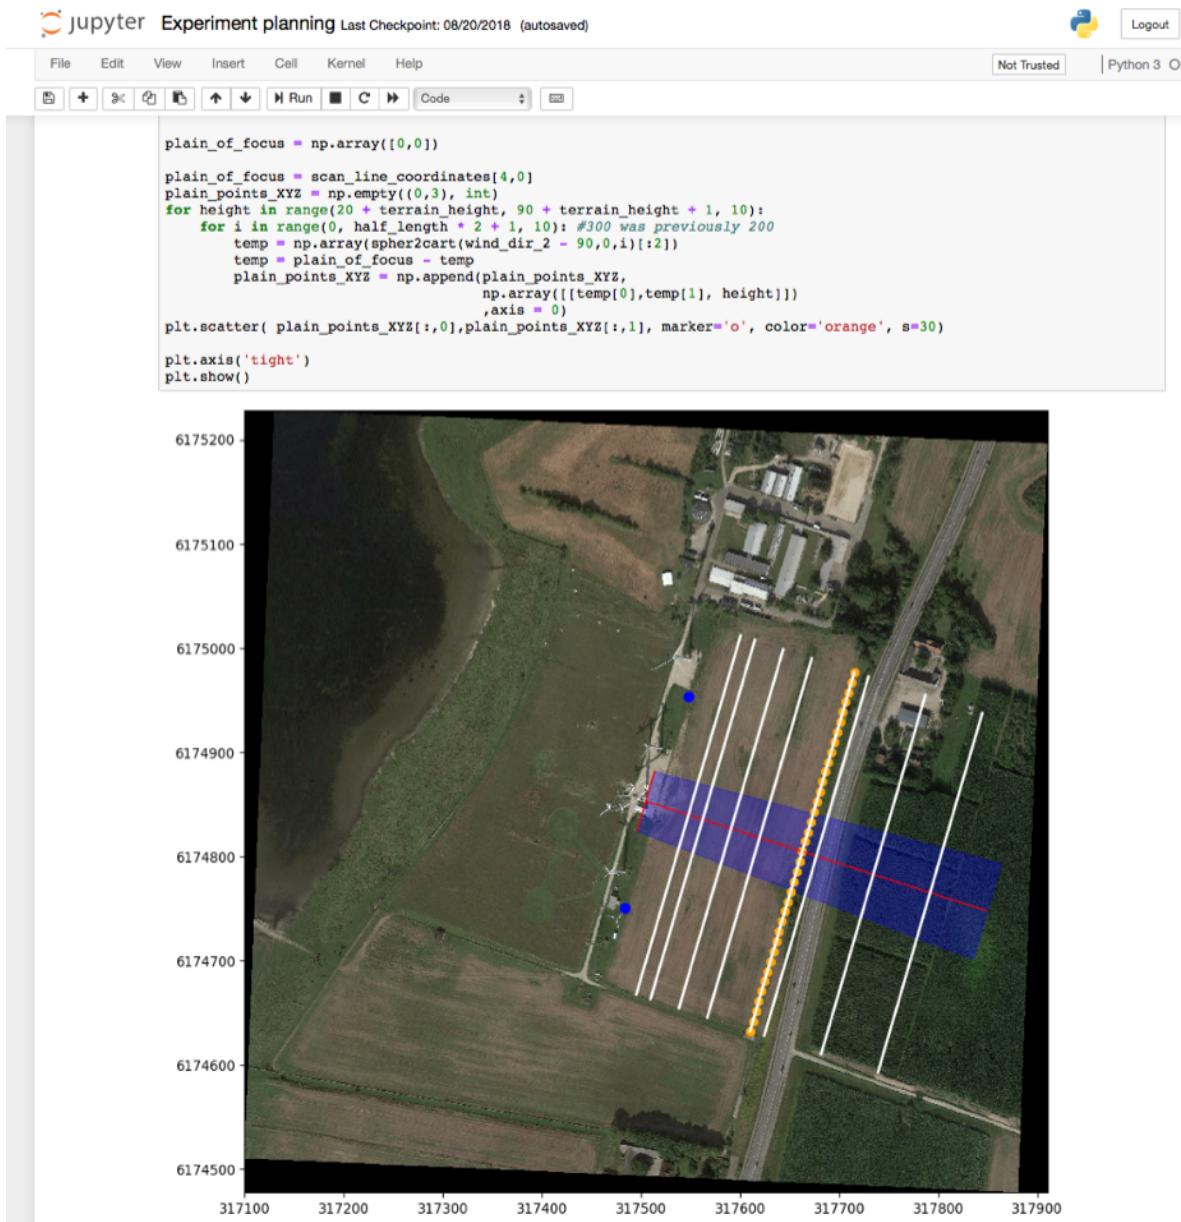 jupyter Experiment planning Last Checkpoint: 08/20/2018 (autosaved) Logout
File Edit View Insert Cell Kernel Help Not Trusted Python 3
Run Code
plain_of_focus = np.array([0,0])
plain_of_focus = scan_line_coordinates[4,0]
plain_points_XYZ = np.empty((0,3), int)
for height in range(20 + terrain_height, 90 + terrain_height + 1, 10):
    for i in range(0, half_length * 2 + 1, 10): #300 was previously 200
        temp = np.array(spher2cart(wind_dir_2 - 90,0,i)[:2])
        temp = plain_of_focus - temp
        plain_points_XYZ = np.append(plain_points_XYZ,
                                     np.array([[temp[0],temp[1], height]])
                                     ,axis = 0)
plt.scatter( plain_points_XYZ[:,0],plain_points_XYZ[:,1], marker='o', color='orange', s=30)
plt.axis('tight')
plt.show()
6175200
6175100
6175000
6174900
6174800
6174700
6174600
6174500
317100 317200 317300 317400 317500 317600 317700 317800 317900